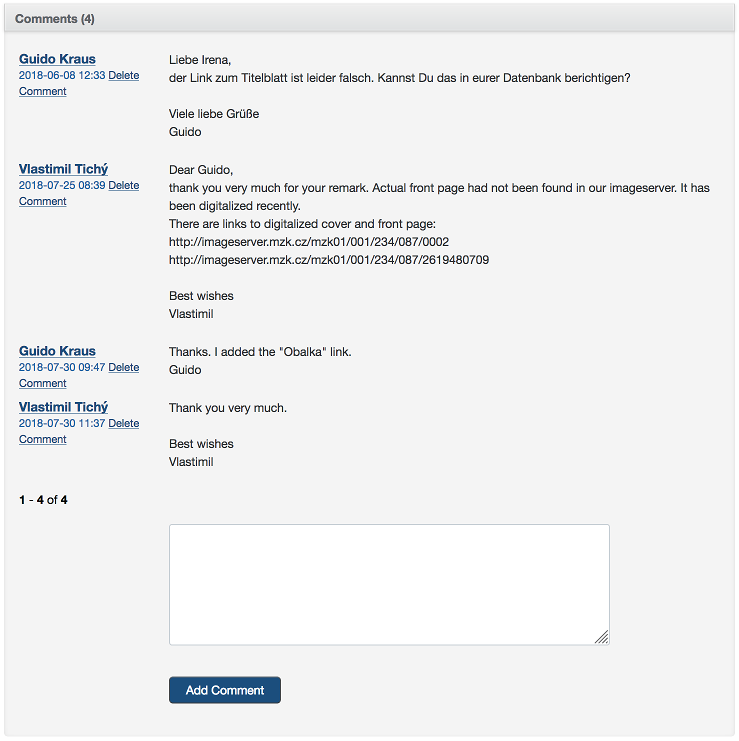 Comments (4)
Guido Kraus
2018-06-08 12:33 Delete
Comment
Liebe Irena,
der Link zum Titelblatt ist leider falsch. Kannst Du das in eurer Datenbank berichtigen?
Viele liebe Grüße
Guido
Vlastimil Tichý
2018-07-25 08:39 Delete
Comment
Dear Guido,
thank you very much for your remark. Actual front page had not been found in our imageserver. It has
been digitalized recently.
There are links to digitalized cover and front page:
http://imageserver.mzk.cz/mzk01/001/234/087/0002
http://imageserver.mzk.cz/mzk01/001/234/087/2619480709
Best wishes
Vlastimil
Guido Kraus
2018-07-30 09:47 Delete
Comment
Thanks. I added the "Obalka" link.
Guido
Vlastimil Tichý
2018-07-30 11:37 Delete
Comment
Thank you very much.
Best wishes
Vlastimil
1 - 4 of 4
Add Comment